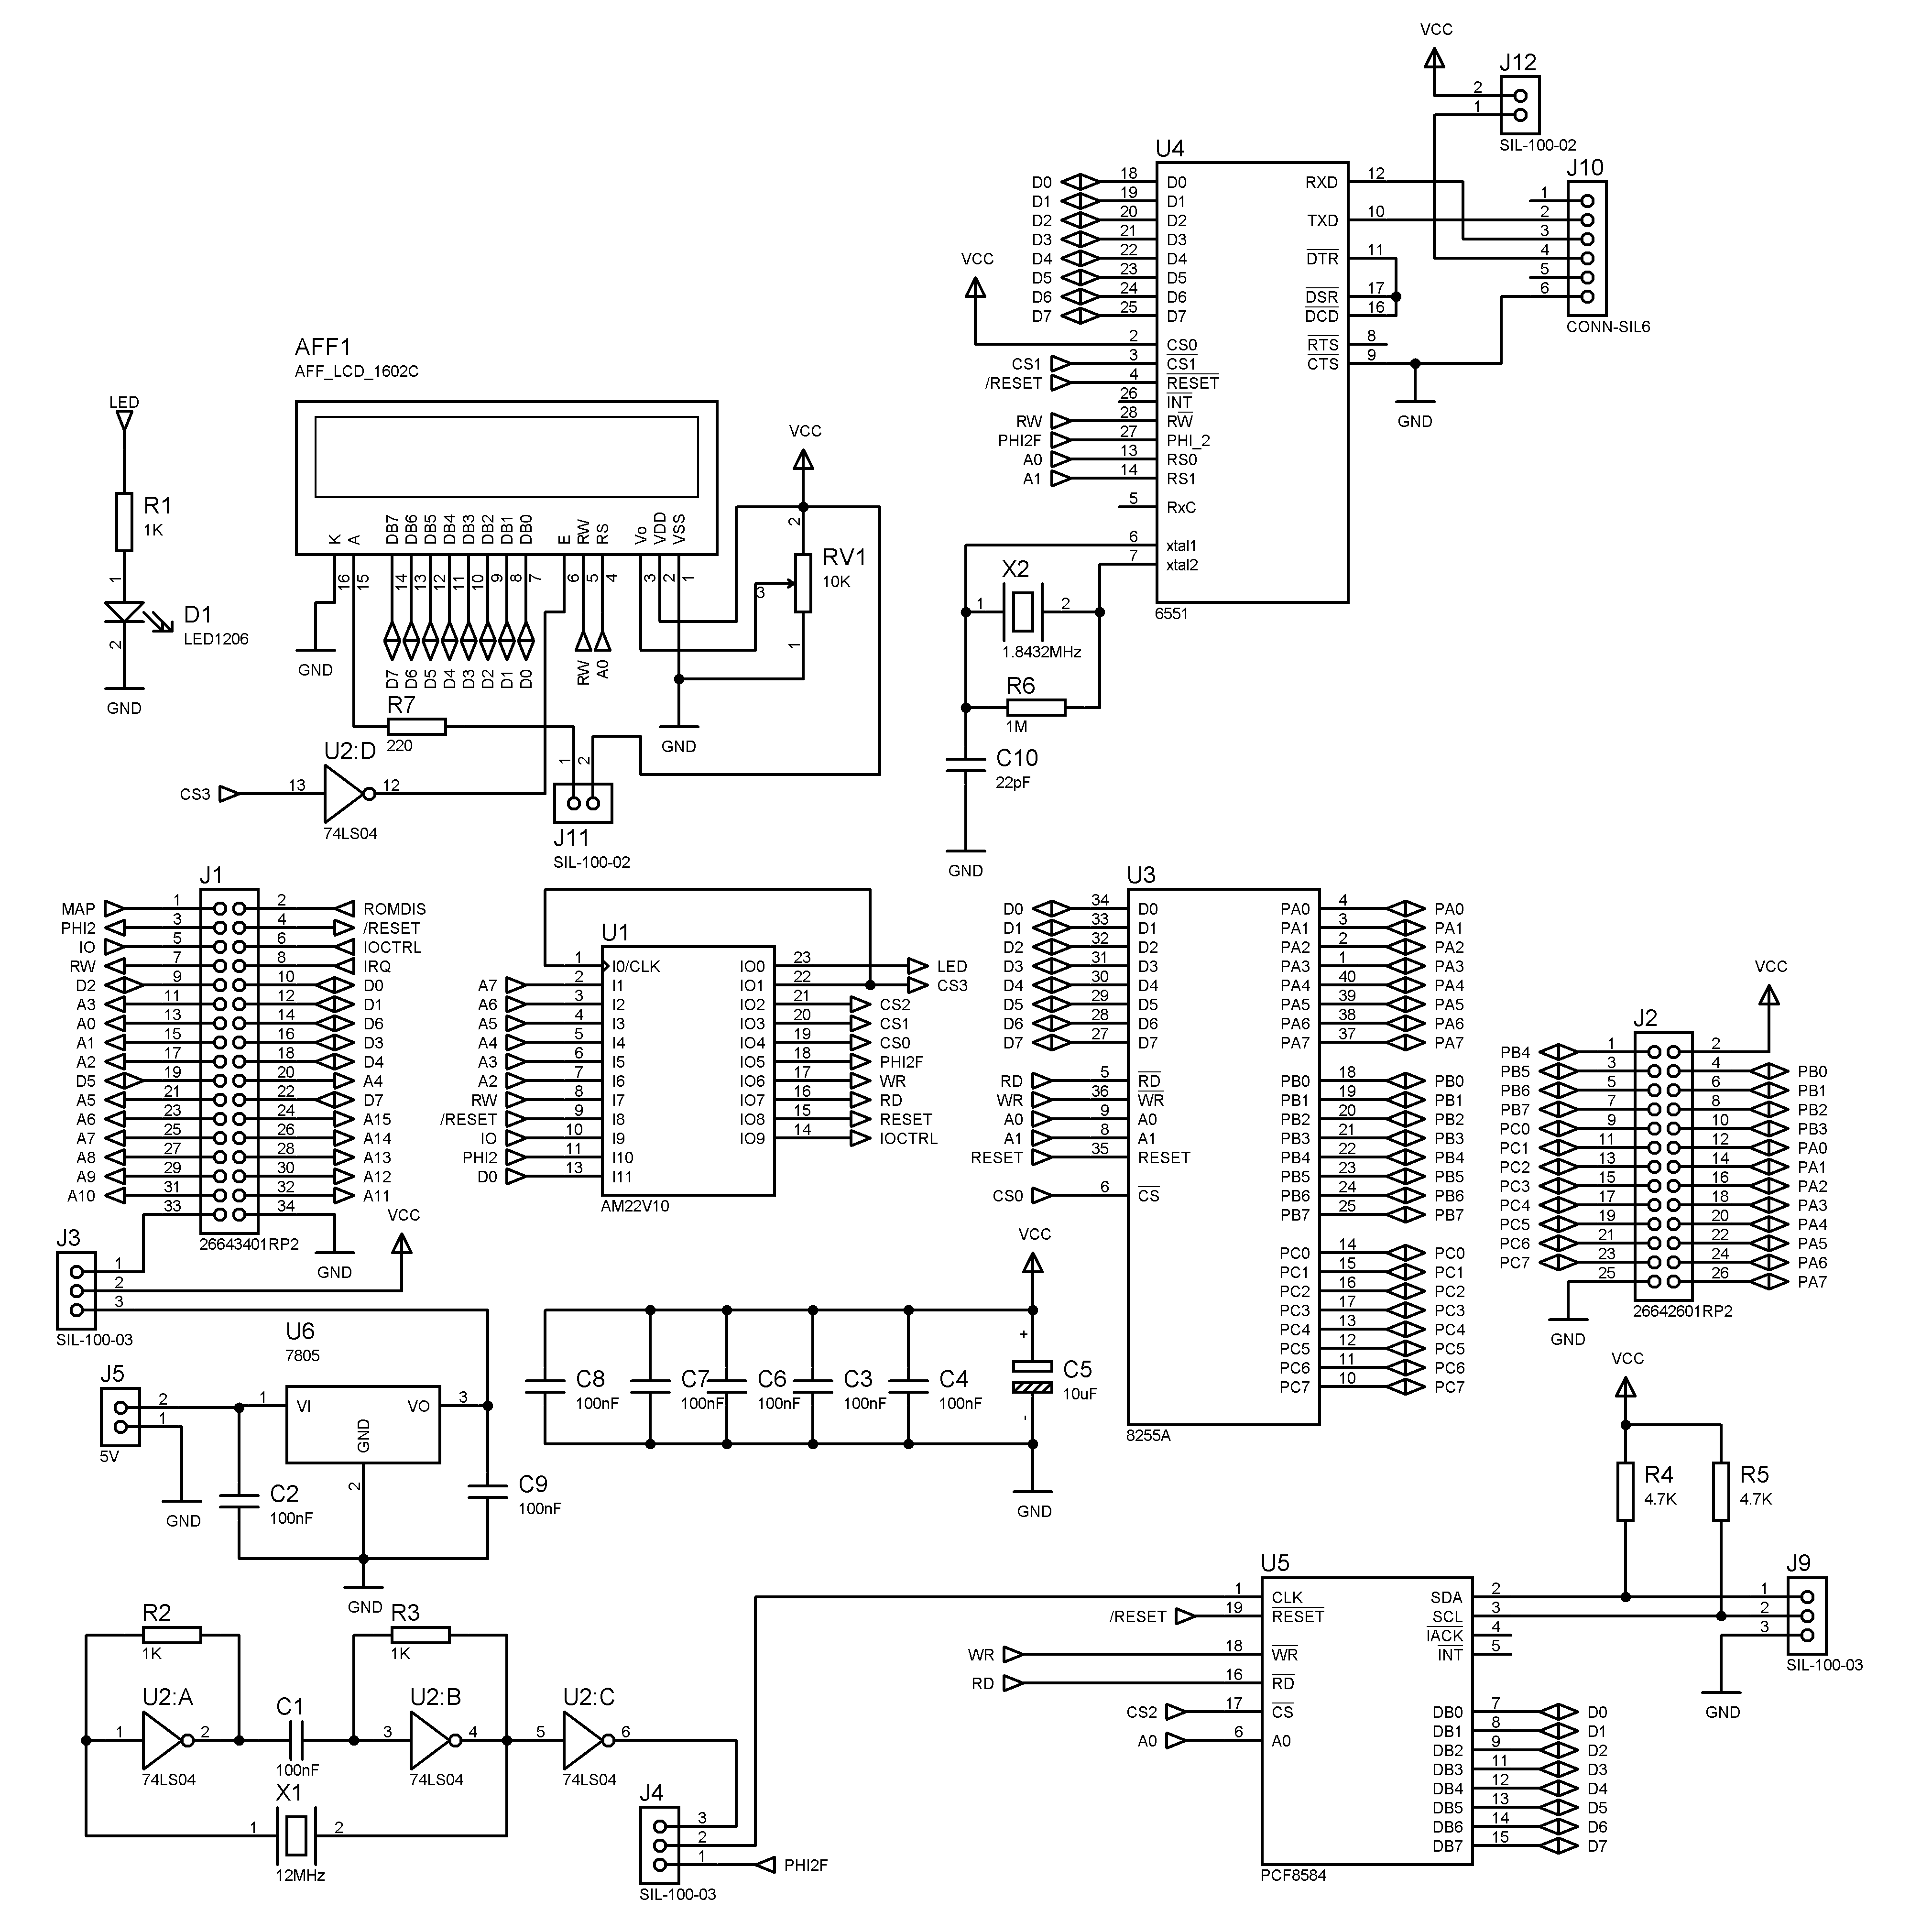 VCC
J12
2
1
SIL-100-02
U4
D0 18 D0
D1 19 D1
D2 20 D2
D3 21 D3
D4 22 D4
D5 23 D5
D6 24 D6
D7 25 D7
VCC
2 CS0
CS1 3 CS1
/RESET 4 RESET
26 INT
RW 28 RW
PHI2F 27 PHI_2
A0 13 RS0
A1 14 RS1
5 RxC
6 xtal1
7 xtal2
RXD 12
TXD 10
DTR 11
DSR 17
DCD 16
RTS 8
CTS 9
GND
6551
J10
1
2
3
4
5
6
CONN-SIL6
X2
1 2
1.8432MHz
R6
1M
C10
22pF
GND
LED
R1
1K
1
D1
LED1206
2
GND
AFF1
AFF_LCD_1602C
K A DB7 DB6 DB5 DB4 DB3 DB2 DB1 DB0 E RW RS Vo VDD VSS
16 15 14 13 12 11 10 9 8 7 6 5 4 3 2 1
GND
D7 D6 D5 D4 D3 D2 D1 D0 RW A0
VCC
2
RV1
10K
3
1
GND
R7
220
U2:D
CS3 13 12
74LS04
1 2
J11
SIL-100-02
J1
MAP 1 2 ROMDIS
PHI2 3 4 /RESET
IO 5 6 IOCTRL
RW 7 8 IRQ
D2 9 10 D0
A3 11 12 D1
A0 13 14 D6
A1 15 16 D3
A2 17 18 D4
D5 19 20 A4
A5 21 22 D7
A6 23 24 A15
A7 25 26 A14
A8 27 28 A13
A9 29 30 A12
A10 31 32 A11
33 34
26643401RP2
GND
VCC
J3
1
2
3
SIL-100-03
U1
1 I0/CLK IO0 23 LED
A7 2 I1 IO1 22 CS3
A6 3 I2 IO2 21 CS2
A5 4 I3 IO3 20 CS1
A4 5 I4 IO4 19 CS0
A3 6 I5 IO5 18 PHI2F
A2 7 I6 IO6 17 WR
RW 8 I7 IO7 16 RD
/RESET 9 I8 IO8 15 RESET
IO 10 I9 IO9 14 IOCTRL
PHI2 11 I10
D0 13 I11
AM22V10
U3
D0 34 D0 PA0 4 PA0
D1 33 D1 PA1 3 PA1
D2 32 D2 PA2 2 PA2
D3 31 D3 PA3 1 PA3
D4 30 D4 PA4 40 PA4
D5 29 D5 PA5 39 PA5
D6 28 D6 PA6 38 PA6
D7 27 D7 PA7 37 PA7
RD 5 RD PB0 18 PB0
WR 36 WR PB1 19 PB1
A0 9 A0 PB2 20 PB2
A1 8 A1 PB3 21 PB3
RESET 35 RESET PB4 22 PB4
PB5 23 PB5
CS0 6 CS PB6 24 PB6
PB7 25 PB7
PC0 14 PC0
PC1 15 PC1
PC2 16 PC2
PC3 17 PC3
PC4 13 PC4
PC5 12 PC5
PC6 11 PC6
PC7 10 PC7
8255A
VCC
J2
PB4 1 2
PB5 3 4 PB0
PB6 5 6 PB1
PB7 7 8 PB2
PC0 9 10 PB3
PC1 11 12 PA0
PC2 13 14 PA1
PC3 15 16 PA2
PC4 17 18 PA3
PC5 19 20 PA4
PC6 21 22 PA5
PC7 23 24 PA6
25 26 PA7
26642601RP2
GND
U6
7805
J5
2
1
5V
GND
1 VI VO 3
GND
2
C2
100nF
C9
100nF
GND
VCC
C8
100nF
C7
100nF
C6
100nF
C3
100nF
C4
100nF
+
C5
10uF
-
GND
R2
1K
R3
1K
U2:A
1 2
74LS04
C1
100nF
U2:B
3 4
74LS04
U2:C
5 6
74LS04
X1
1 2
12MHz
J4
3
2
1 PHI2F
SIL-100-03
VCC
R4
4.7K
R5
4.7K
U5
1 CLK SDA 2
/RESET 19 RESET SCL 3
IACK 4
WR 18 WR INT 5
RD 16 RD
CS2 17 CS DB0 7 D0
DB1 8 D1
A0 6 A0 DB2 9 D2
DB3 11 D3
DB4 12 D4
DB5 13 D5
DB6 14 D6
DB7 15 D7
PCF8584
J9
1
2
3
SIL-100-03
GND